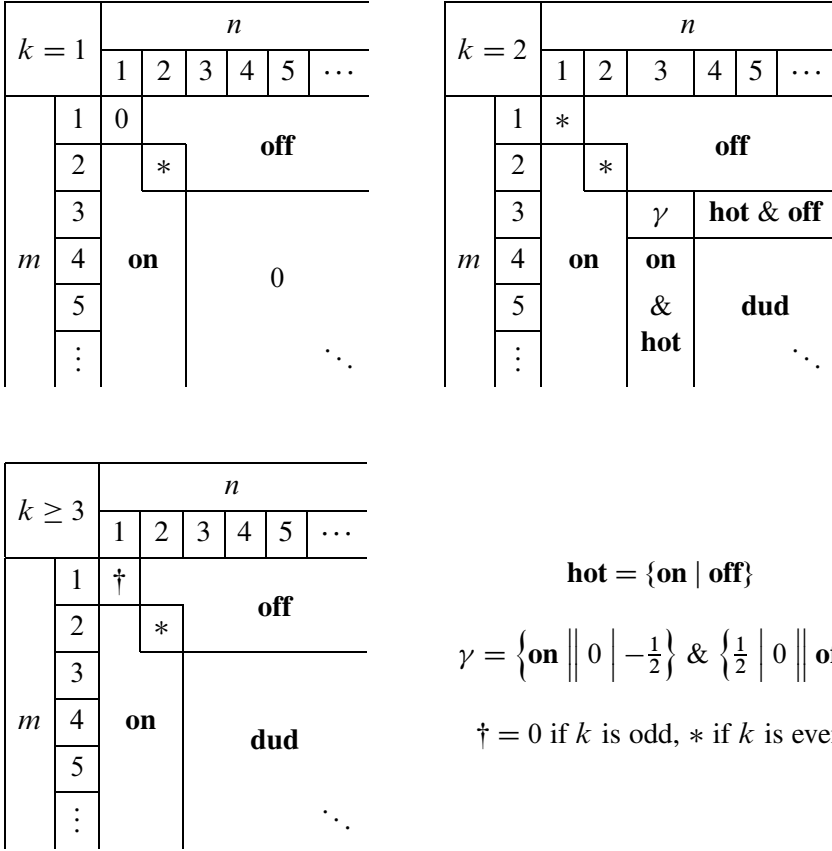 k = 1
n
1 2 3 4 5 ⋯
m
1 0 off
2 *
3
4 on 0
5
⋮ ⋱
k = 2
n
1 2 3 4 5 ⋯
m
1 * off
2 *
3 γ hot & off
4 on on
5 & dud
hot
⋮ ⋱
k ≥ 3
n
1 2 3 4 5 ⋯
m
1 † off
2 *
3
4 on dud
5
⋮ ⋱
hot = {on | off}
γ = {on ‖ 0 | −1/2} & {1/2 | 0 ‖
† = 0 if k is odd, * if k is